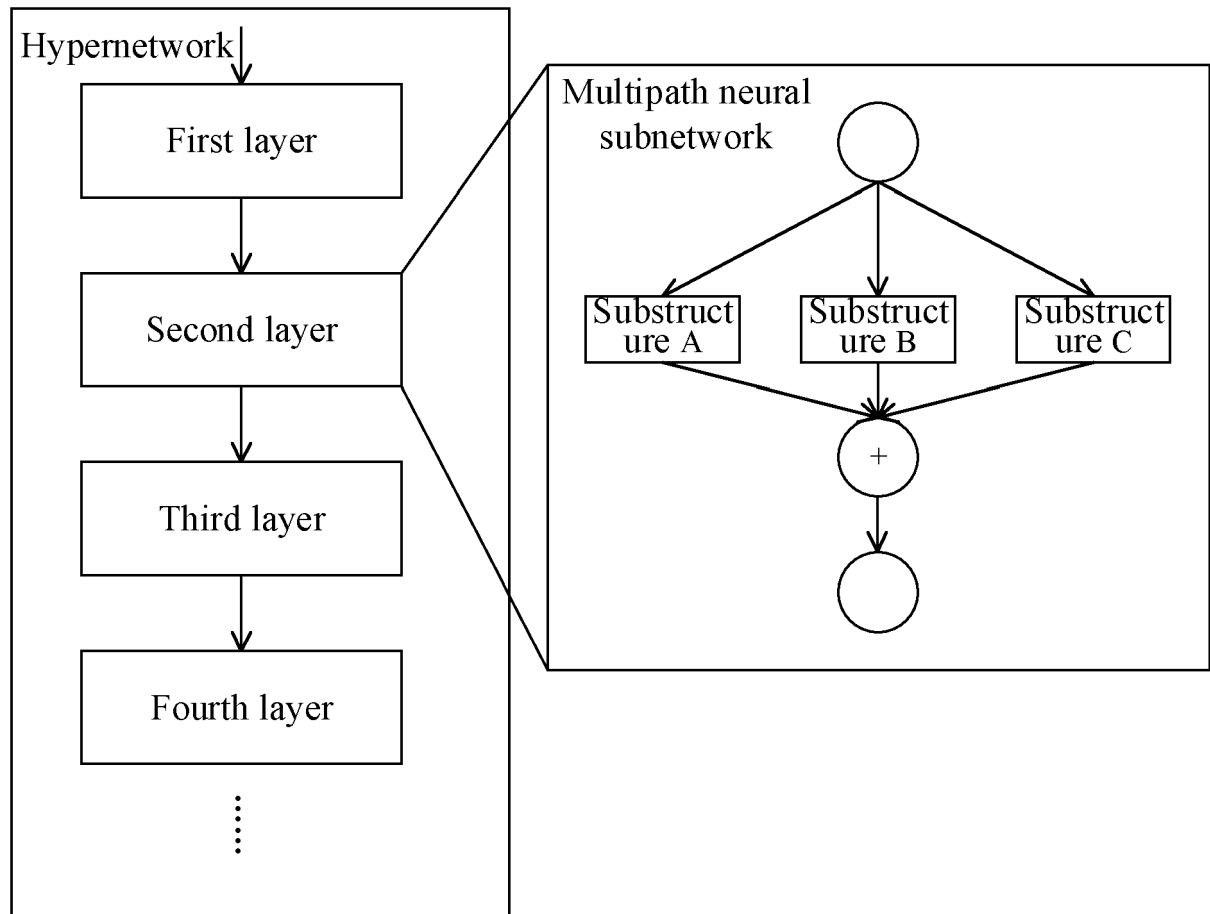 Hypernetwork
First layer
Second layer
Third layer
Fourth layer
Multipath neural
subnetwork
Substruct
ure A
Substruct
ure B
Substruct
ure C
+